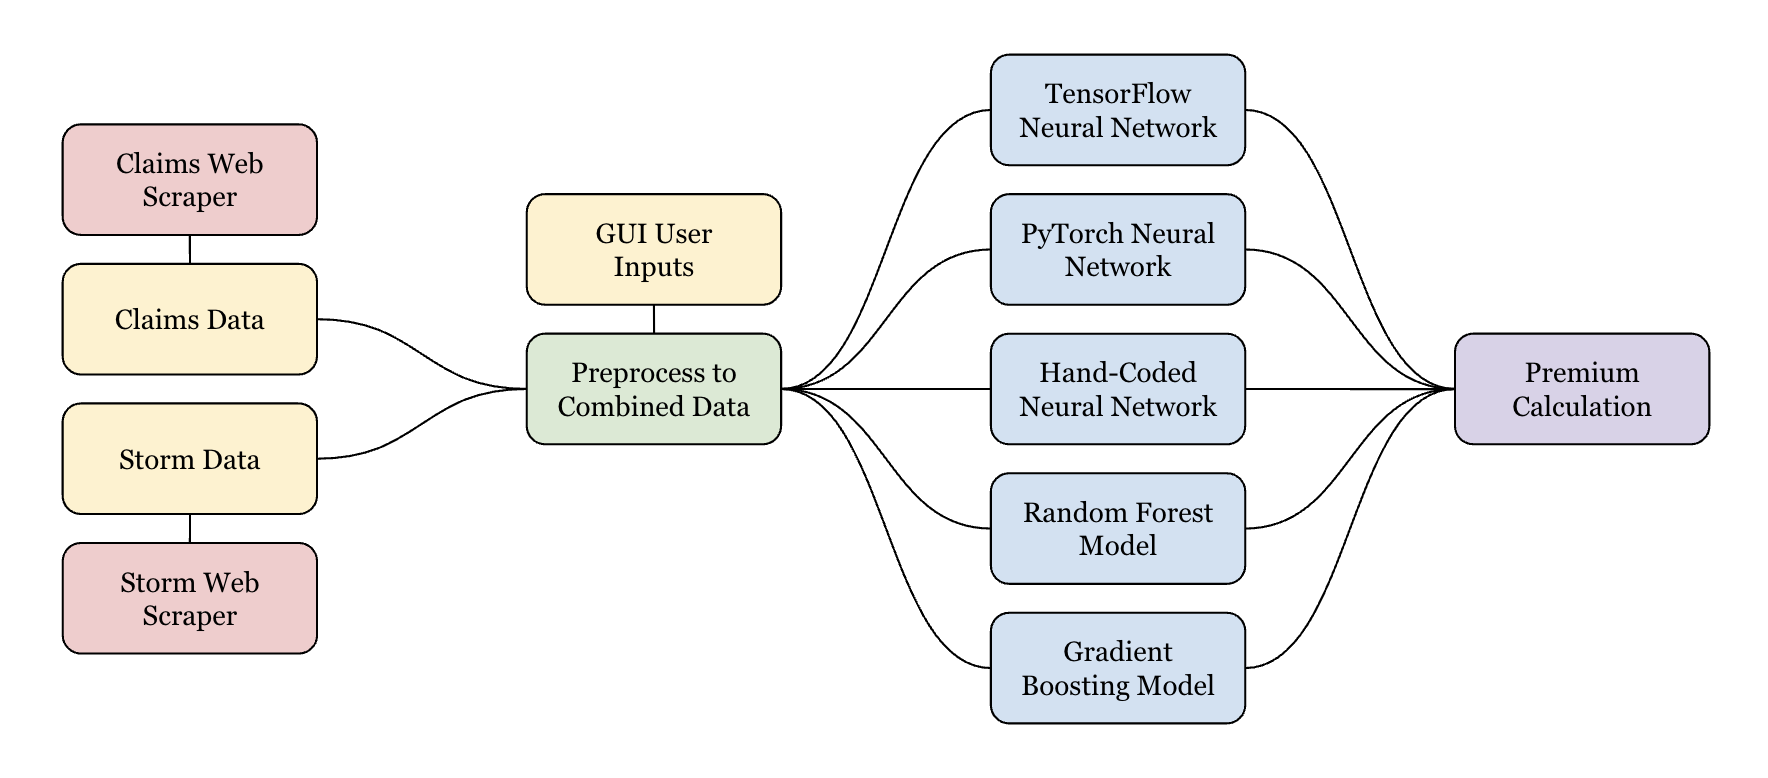 Claims Web
Scraper
Claims Data
Storm Data
Storm Web
Scraper
GUI User
Inputs
Preprocess to
Combined Data
TensorFlow
Neural Network
PyTorch Neural
Network
Hand-Coded
Neural Network
Random Forest
Model
Gradient
Boosting Model
Premium
Calculation